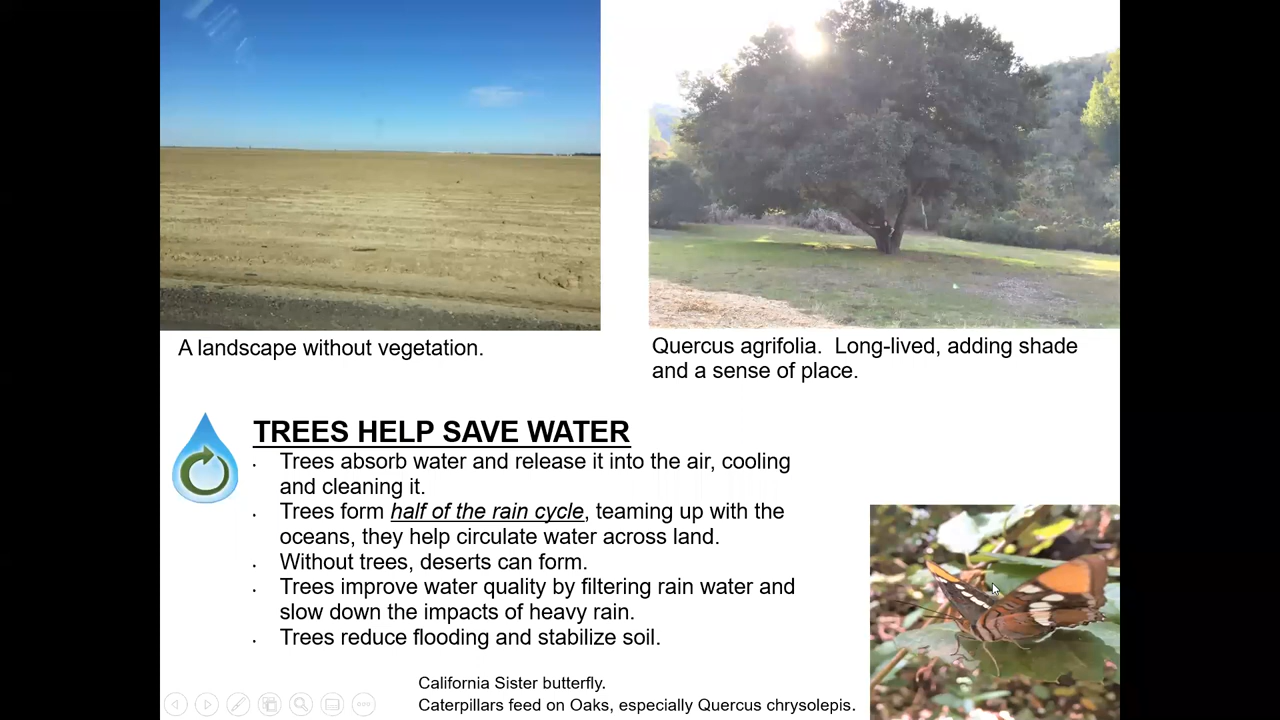 A landscape without vegetation.
Quercus agrifolia.  Long-lived, adding shade
and a sense of place.
TREES HELP SAVE WATER
• Trees absorb water and release it into the air, cooling
and cleaning it.
• Trees form half of the rain cycle, teaming up with the
oceans, they help circulate water across land.
• Without trees, deserts can form.
• Trees improve water quality by filtering rain water and
slow down the impacts of heavy rain.
• Trees reduce flooding and stabilize soil.
California Sister butterfly.
Caterpillars feed on Oaks, especially Quercus chrysolepis.